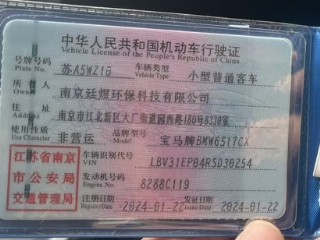 中华人民共和国机动车行驶证
Vehicle License of the People's Republic of China
号牌号码 Plate No. 苏A5WZ16 车辆类型 Vehicle Type 小型普通客车
所有人 Owner 南京廷煜环保科技有限公司
住址 Address 南京市江北新区大厂街道园西路180号8230室
使用性质 Use Character 非营运 品牌型号 Model 宝马牌BMW6517CX
江苏省南京
市公安局
交通管理局
车辆识别代号 VIN LBV31EP04RSD30254
发动机号码 Engine No. 8288C119
注册日期 2024-01-22 发证日期 2024-01-22